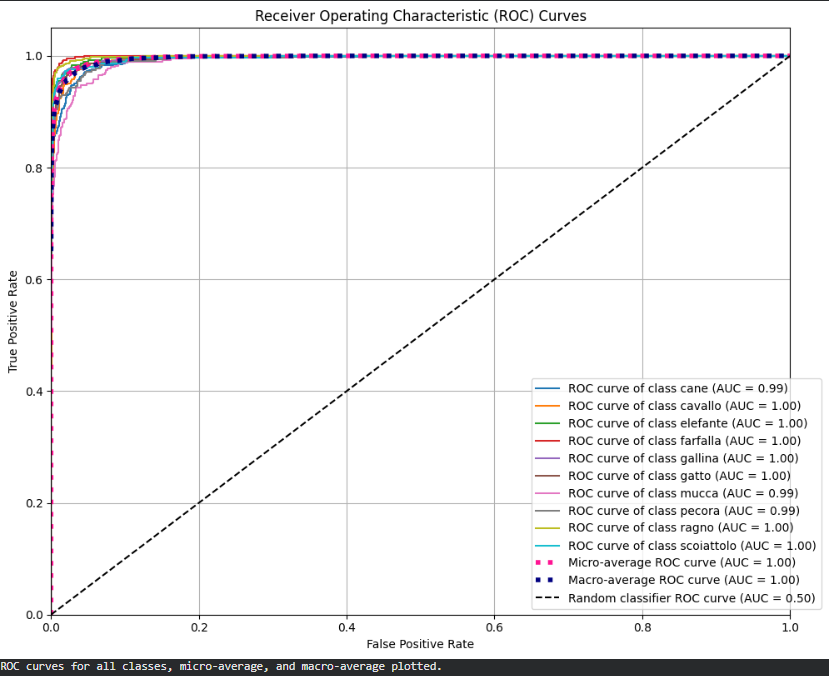 Receiver Operating Characteristic (ROC) Curves
True Positive Rate
1.0
0.8
0.6
0.4
0.2
0.0
ROC curve of class cane (AUC = 0.99)
ROC curve of class cavallo (AUC = 1.00)
ROC curve of class elefante (AUC = 1.00)
ROC curve of class farfalla (AUC = 1.00)
ROC curve of class gallina (AUC = 1.00)
ROC curve of class gatto (AUC = 1.00)
ROC curve of class mucca (AUC = 0.99)
ROC curve of class pecora (AUC = 0.99)
ROC curve of class ragno (AUC = 1.00)
ROC curve of class scoiattolo (AUC = 1.00)
Micro-average ROC curve (AUC = 1.00)
Macro-average ROC curve (AUC = 1.00)
Random classifier ROC curve (AUC = 0.50)
0.0 0.2 0.4 0.6 0.8 1.0
False Positive Rate
ROC curves for all classes, micro-average, and macro-average plotted.